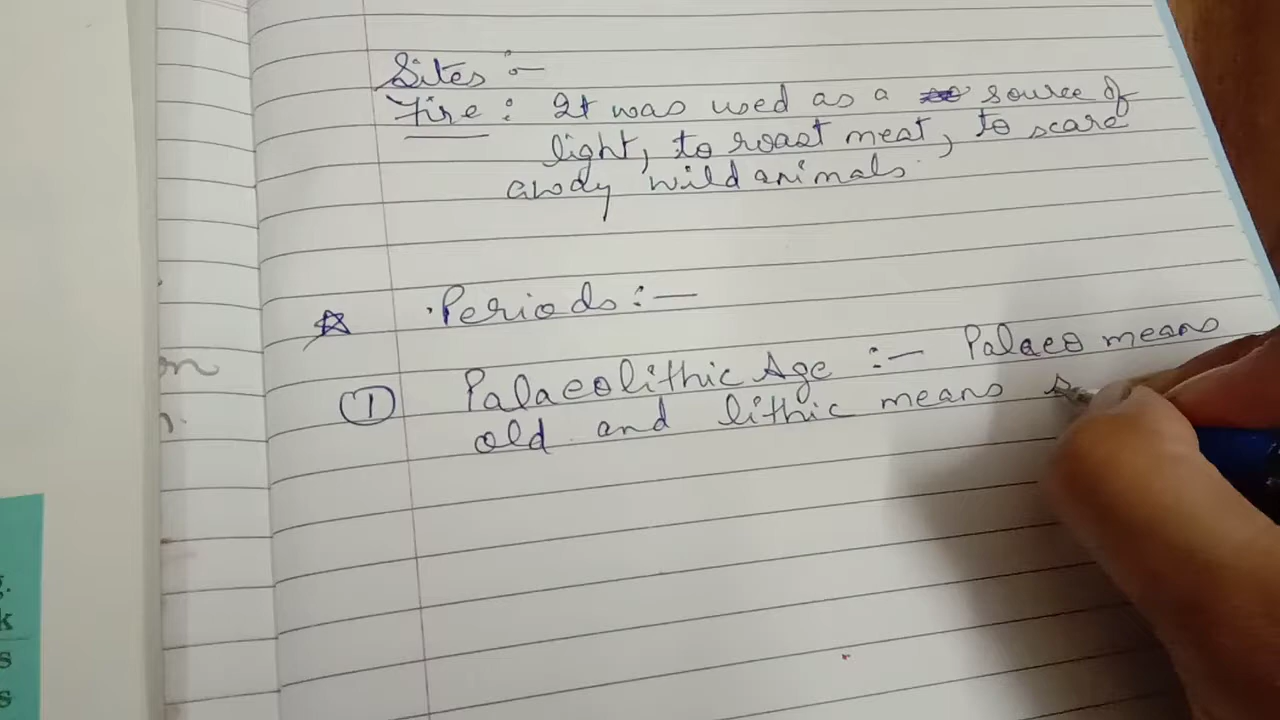 Sites :-
Fire : It was used as a source of
light, to roast meat, to scare
away wild animals.
Periods :—
① Palaeolithic Age :— Palaeo means
old and lithic means s
g.
k
s
s